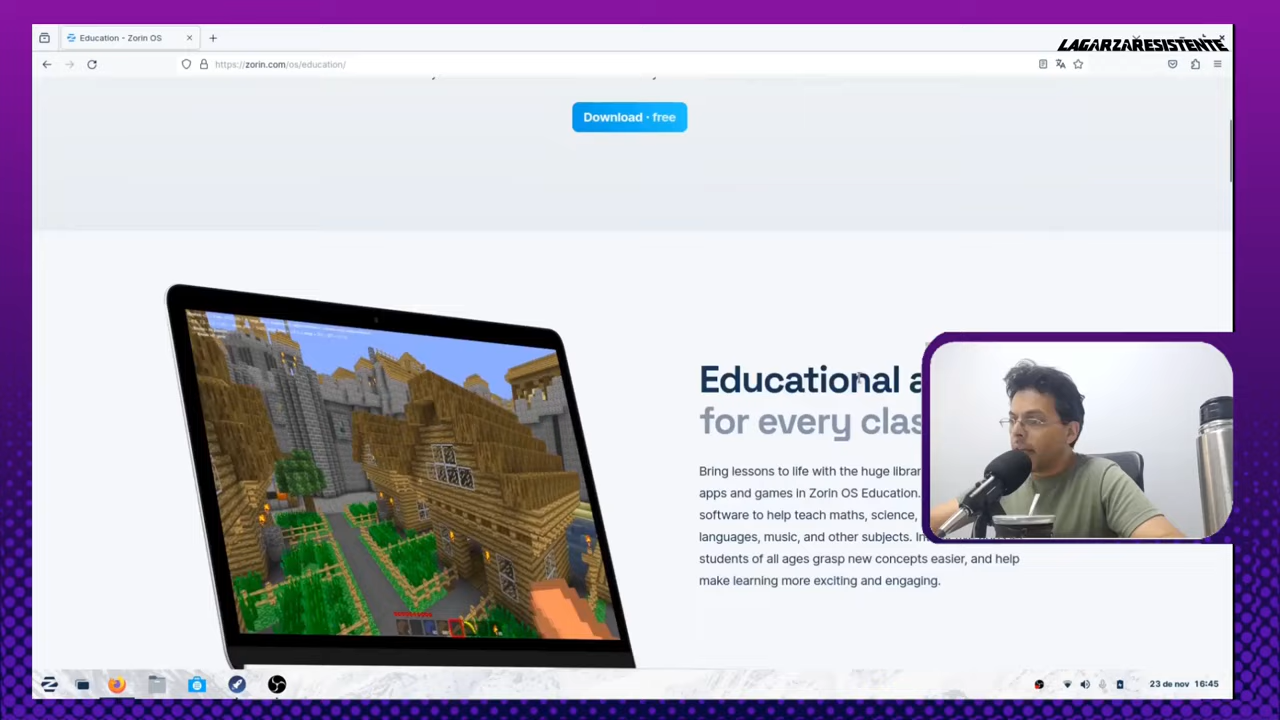 Education - Zorin OS
LAGARZARESISTENTE
https://zorin.com/os/education/
Download · free
Educational
for every clas
Bring lessons to life with the huge librar
apps and games in Zorin OS Education.
software to help teach maths, science,
languages, music, and other subjects. In
students of all ages grasp new concepts easier, and help
make learning more exciting and engaging.
23 de nov 16:45